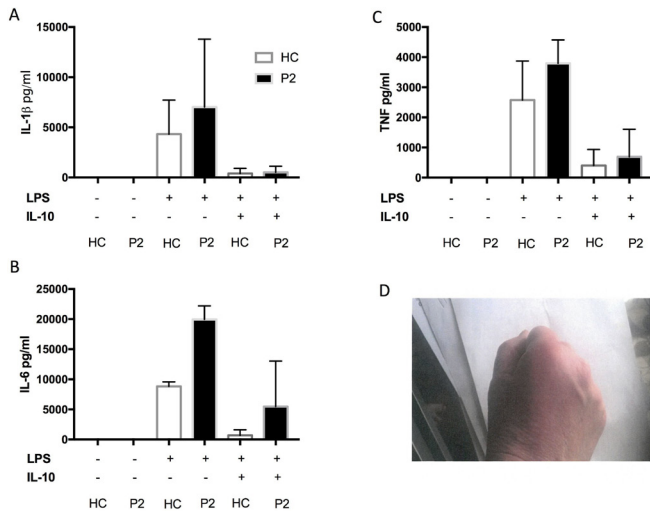 A
15000
10000
5000
0
IL-1β pg/ml
HC
P2
LPS - - + + + +
IL-10 - - - - + +
HC P2 HC P2 HC P2
B
25000
20000
15000
10000
5000
0
IL-6 pg/ml
LPS - - + + + +
IL-10 - - - - + +
HC P2 HC P2 HC P2
C
5000
4000
3000
2000
1000
0
TNF pg/ml
LPS - - + + + +
IL-10 - - - - + +
HC P2 HC P2 HC P2
D